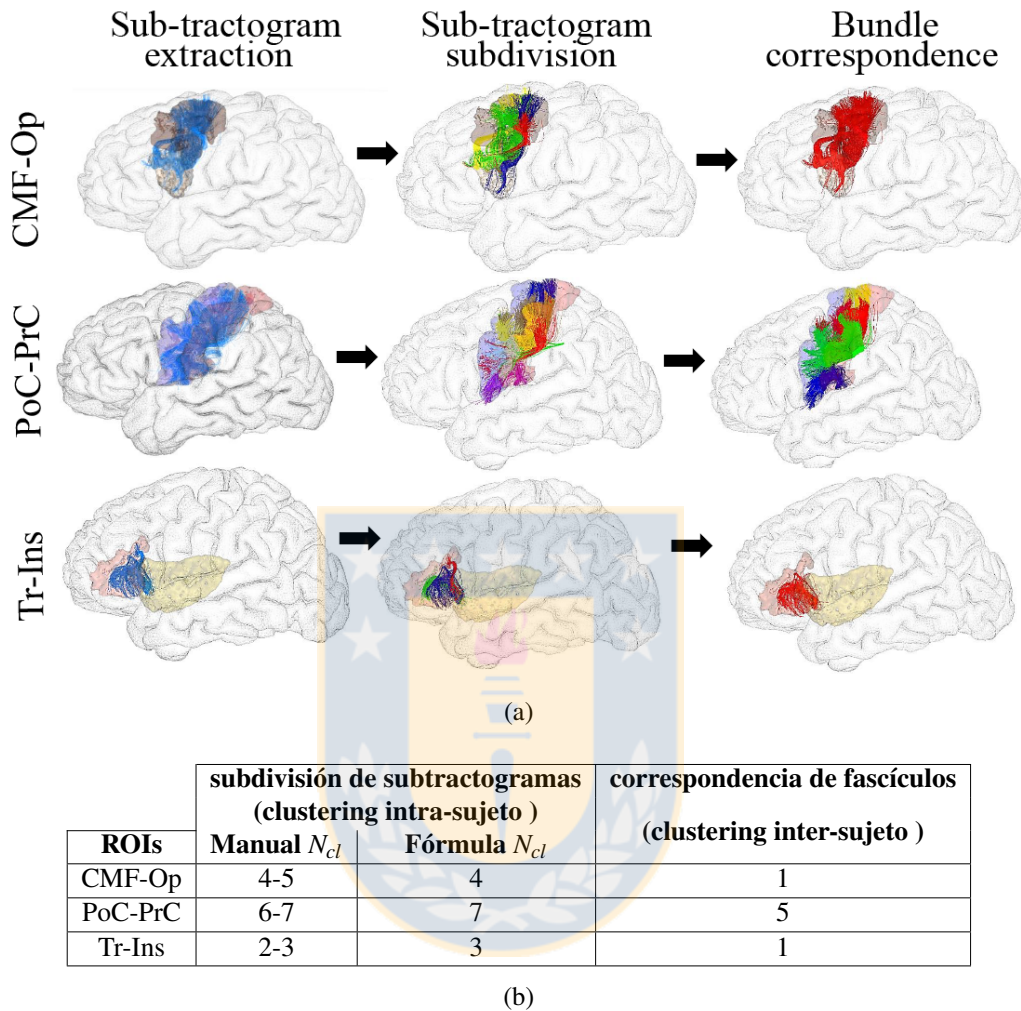 Sub-tractogram
extraction
Sub-tractogram
subdivision
Bundle
correspondence
CMF-Op
PoC-PrC
Tr-Ins
(a)
subdivisión de subtractogramas
(clustering intra-sujeto )
correspondencia de fascículos
(clustering inter-sujeto )
ROIs Manual N_cl Fórmula N_cl
CMF-Op 4-5 4 1
PoC-PrC 6-7 7 5
Tr-Ins 2-3 3 1
(b)